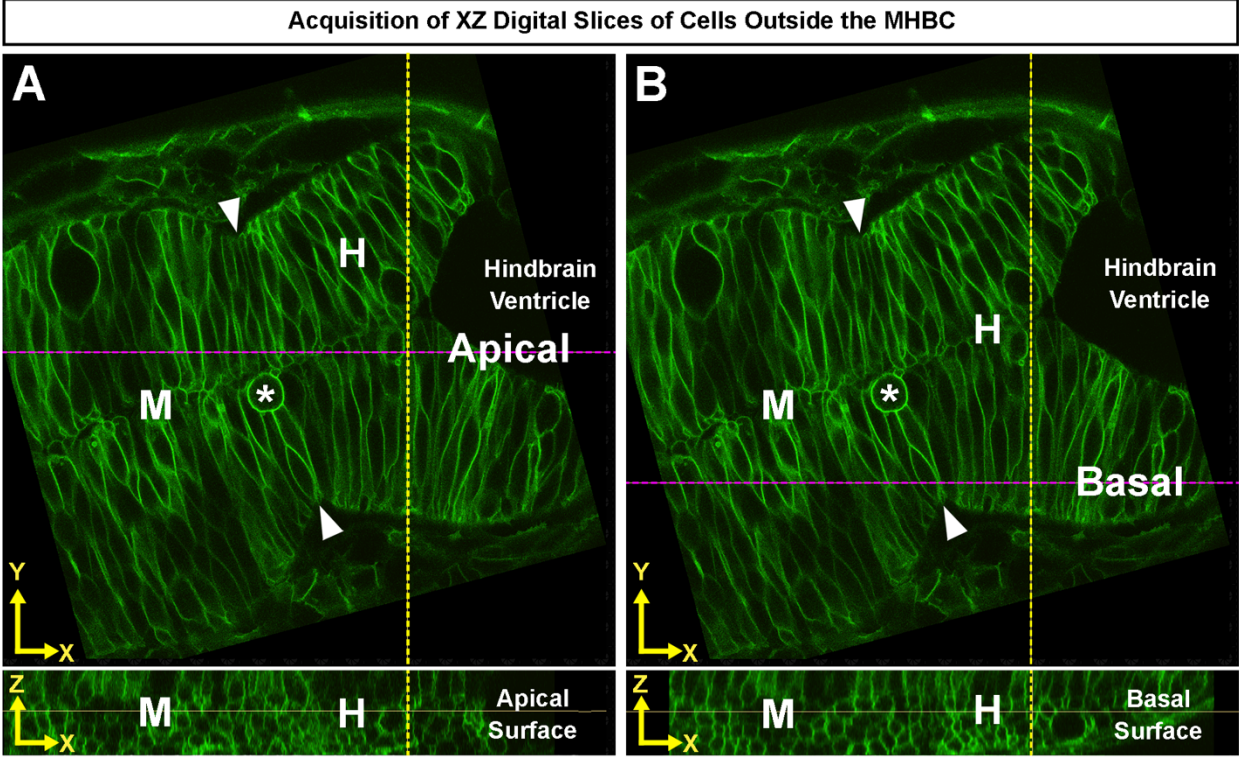 Acquisition of XZ Digital Slices of Cells Outside the MHBC
A
H
Hindbrain
Ventricle
Apical
M
*
Y
X
Z
M
H
Apical
Surface
X
B
Hindbrain
Ventricle
H
M
*
Basal
Y
X
Z
M
H
Basal
Surface
X